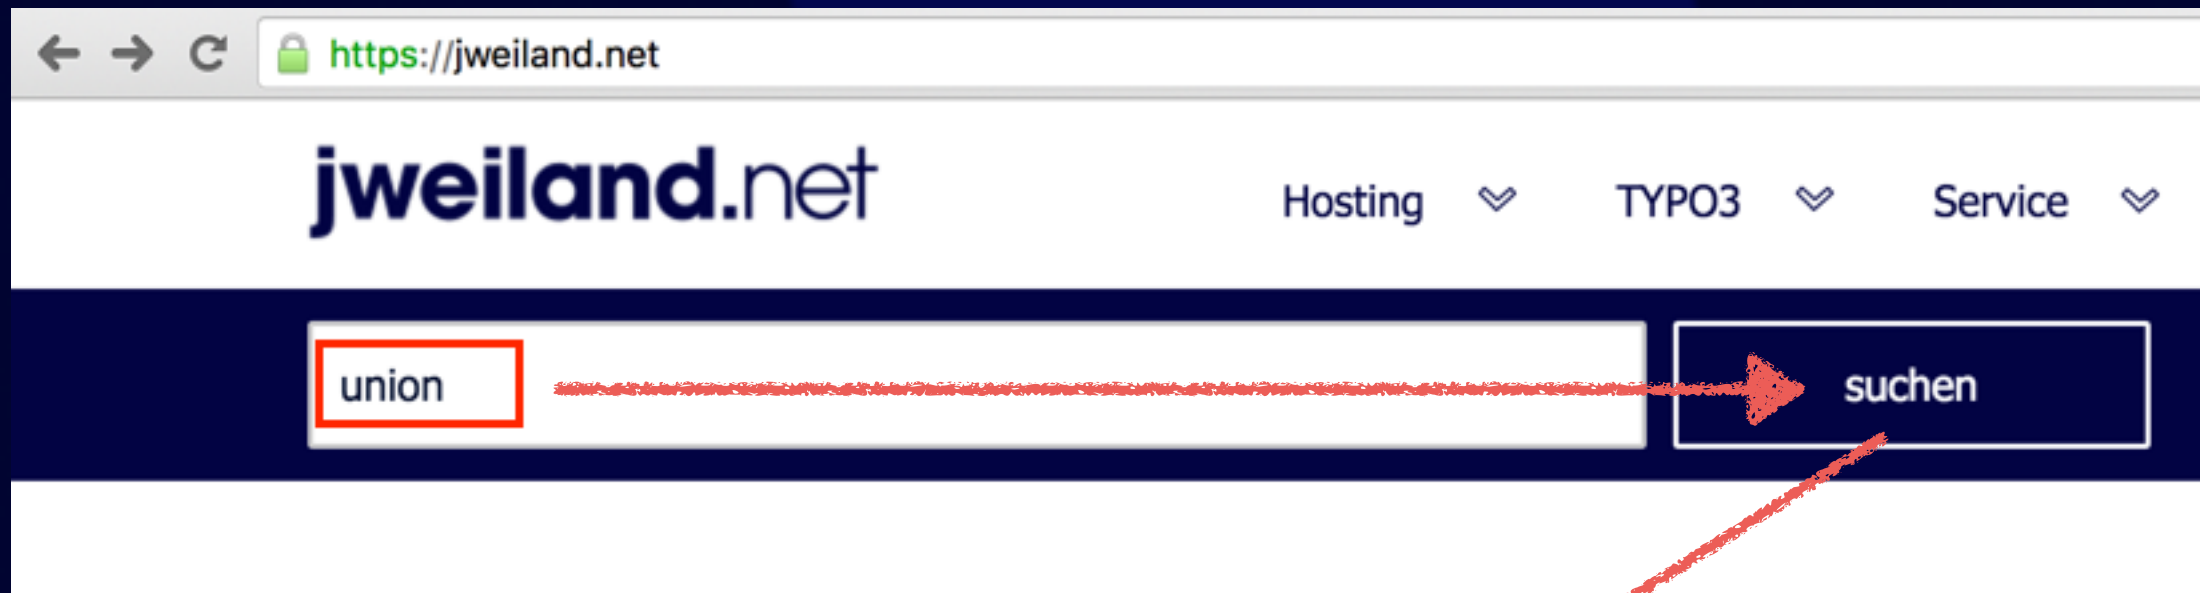 https://jweiland.net
jweiland.net
Hosting TYPO3 Service
union suchen